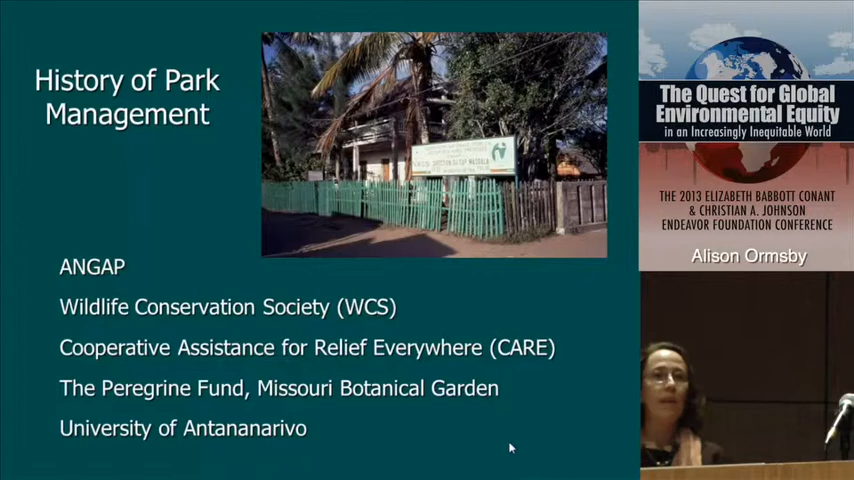 History of Park
Management
ANGAP
Wildlife Conservation Society (WCS)
Cooperative Assistance for Relief Everywhere (CARE)
The Peregrine Fund, Missouri Botanical Garden
University of Antananarivo
The Quest for Global
Environmental Equity
in an Increasingly Inequitable World
THE 2013 ELIZABETH BABBOTT CONANT
& CHRISTIAN A. JOHNSON
ENDEAVOR FOUNDATION CONFERENCE
Alison Ormsby